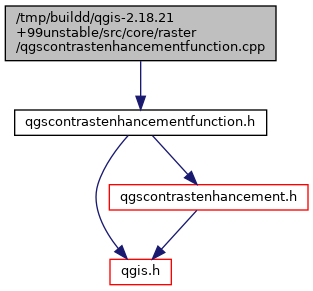 /tmp/buildd/qgis-2.18.21
+99unstable/src/core/raster
/qgscontrastenhancementfunction.cpp
qgscontrastenhancementfunction.h
qgscontrastenhancement.h
qgis.h